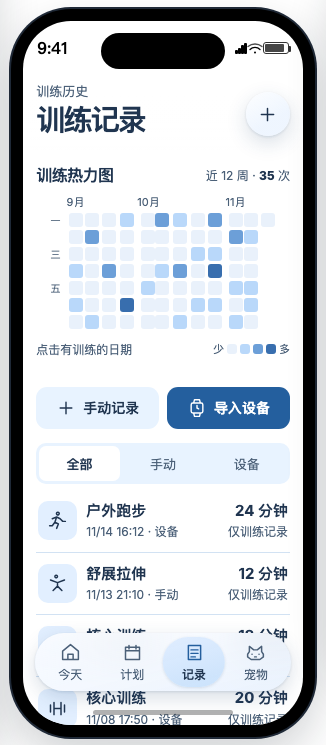 9:41
训练历史
训练记录
训练热力图
近 12 周 · 35 次
9月 10月 11月
一
三
五
点击有训练的日期
少 多
手动记录
导入设备
全部 手动 设备
户外跑步 24 分钟
11/14 16:12 · 设备 仅训练记录
舒展拉伸 12 分钟
11/13 21:10 · 手动 仅训练记录
核心训练 分钟
今天 计划 记录 宠物
核心训练 20 分钟
11/08 17:50 · 设备 仅训练记录